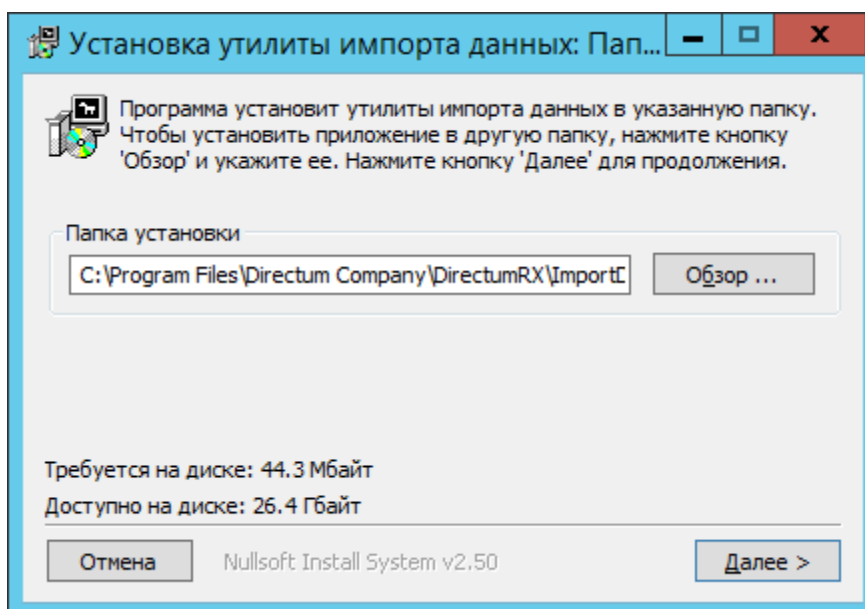 Установка утилиты импорта данных: Пап...
Программа установит утилиты импорта данных в указанную папку.
Чтобы установить приложение в другую папку, нажмите кнопку
'Обзор' и укажите ее. Нажмите кнопку 'Далее' для продолжения.
Папка установки
C:\Program Files\Directum Company\DirectumRX\ImportD
Обзор ...
Требуется на диске: 44.3 Мбайт
Доступно на диске: 26.4 Гбайт
Отмена
Nullsoft Install System v2.50
Далее >